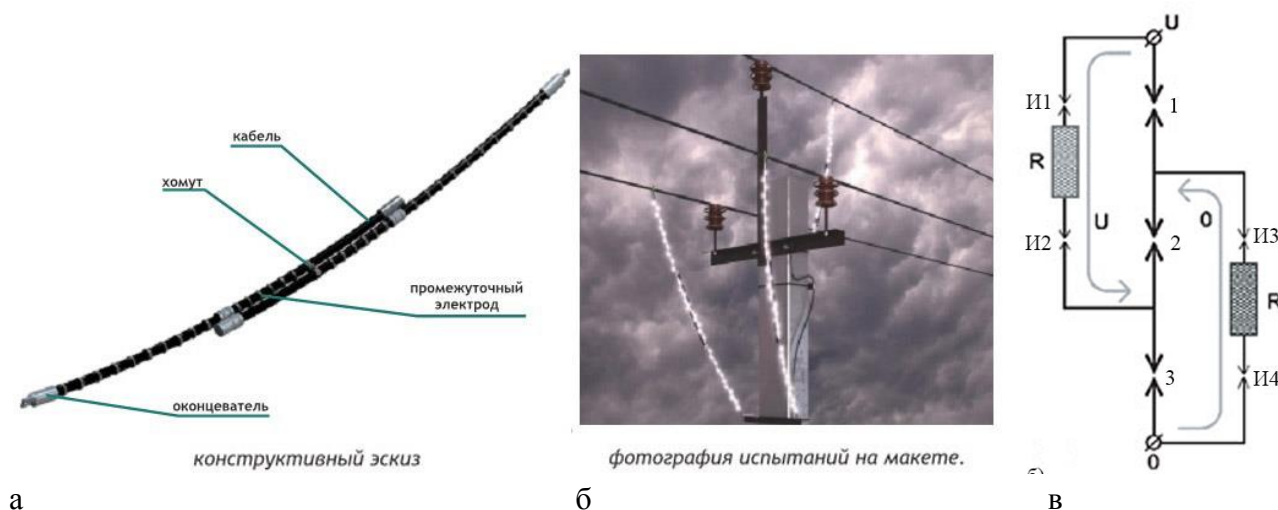 кабель
хомут
промежуточный
электрод
оконцеватель
конструктивный эскиз
фотография испытаний на макете.
U
И1
1
R
И2
U
2
0
И3
R
3
И4
0
б)
а
б
в